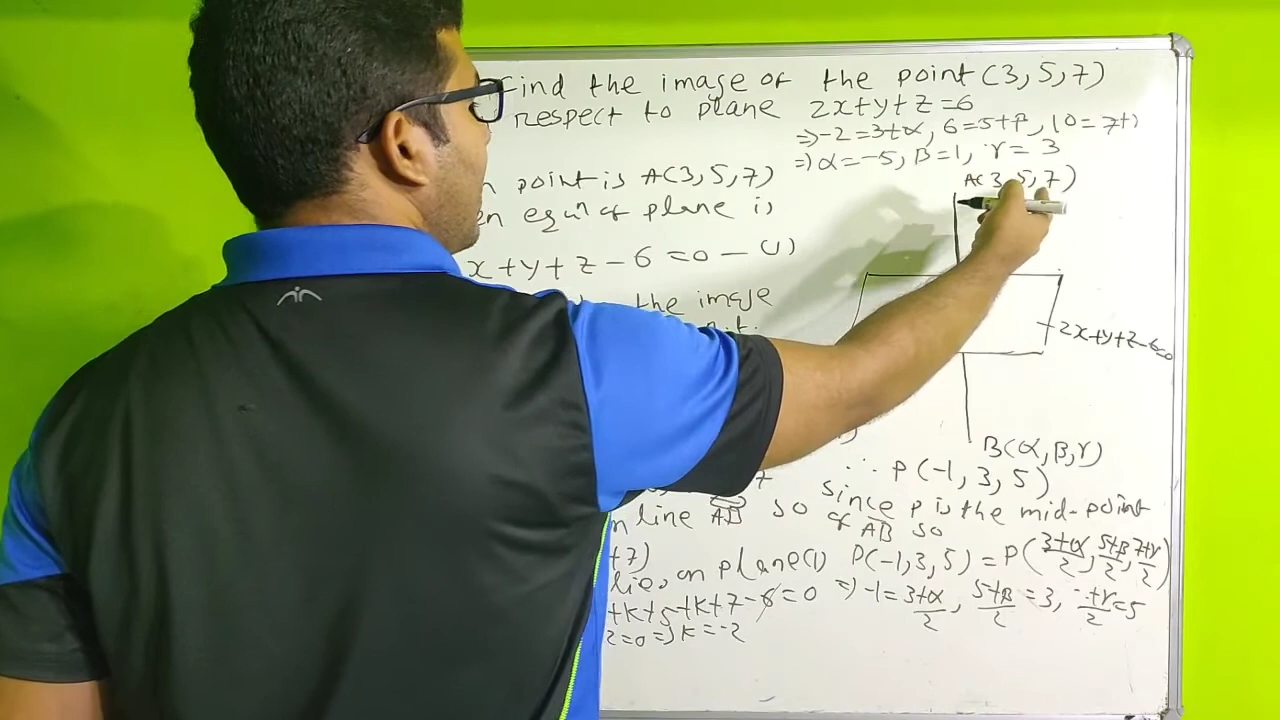 Find the image of the point (3,5,7)
respect to plane 2x+y+z=6
⇒-2=3+α, 6=5+β, 10=7+γ
⇒α=-5, β=1, γ=3
point is A(3,5,7)
A(3,5,7)
eqn of plane is
x+y+z-6=0-(1)
the image
2x+y+z-6=0
B(α,β,γ)
∴P(-1,3,5)
line AB so since P is the mid-point
of AB so
+7)
lies on plane(1) P(-1,3,5)=P(3+α/2, 5+β/2, 7+γ/2)
+k+5+k+7-6=0 ⇒-1=3+α/2, 5+β/2=3, +γ/2=5
2=0⇒k=-2